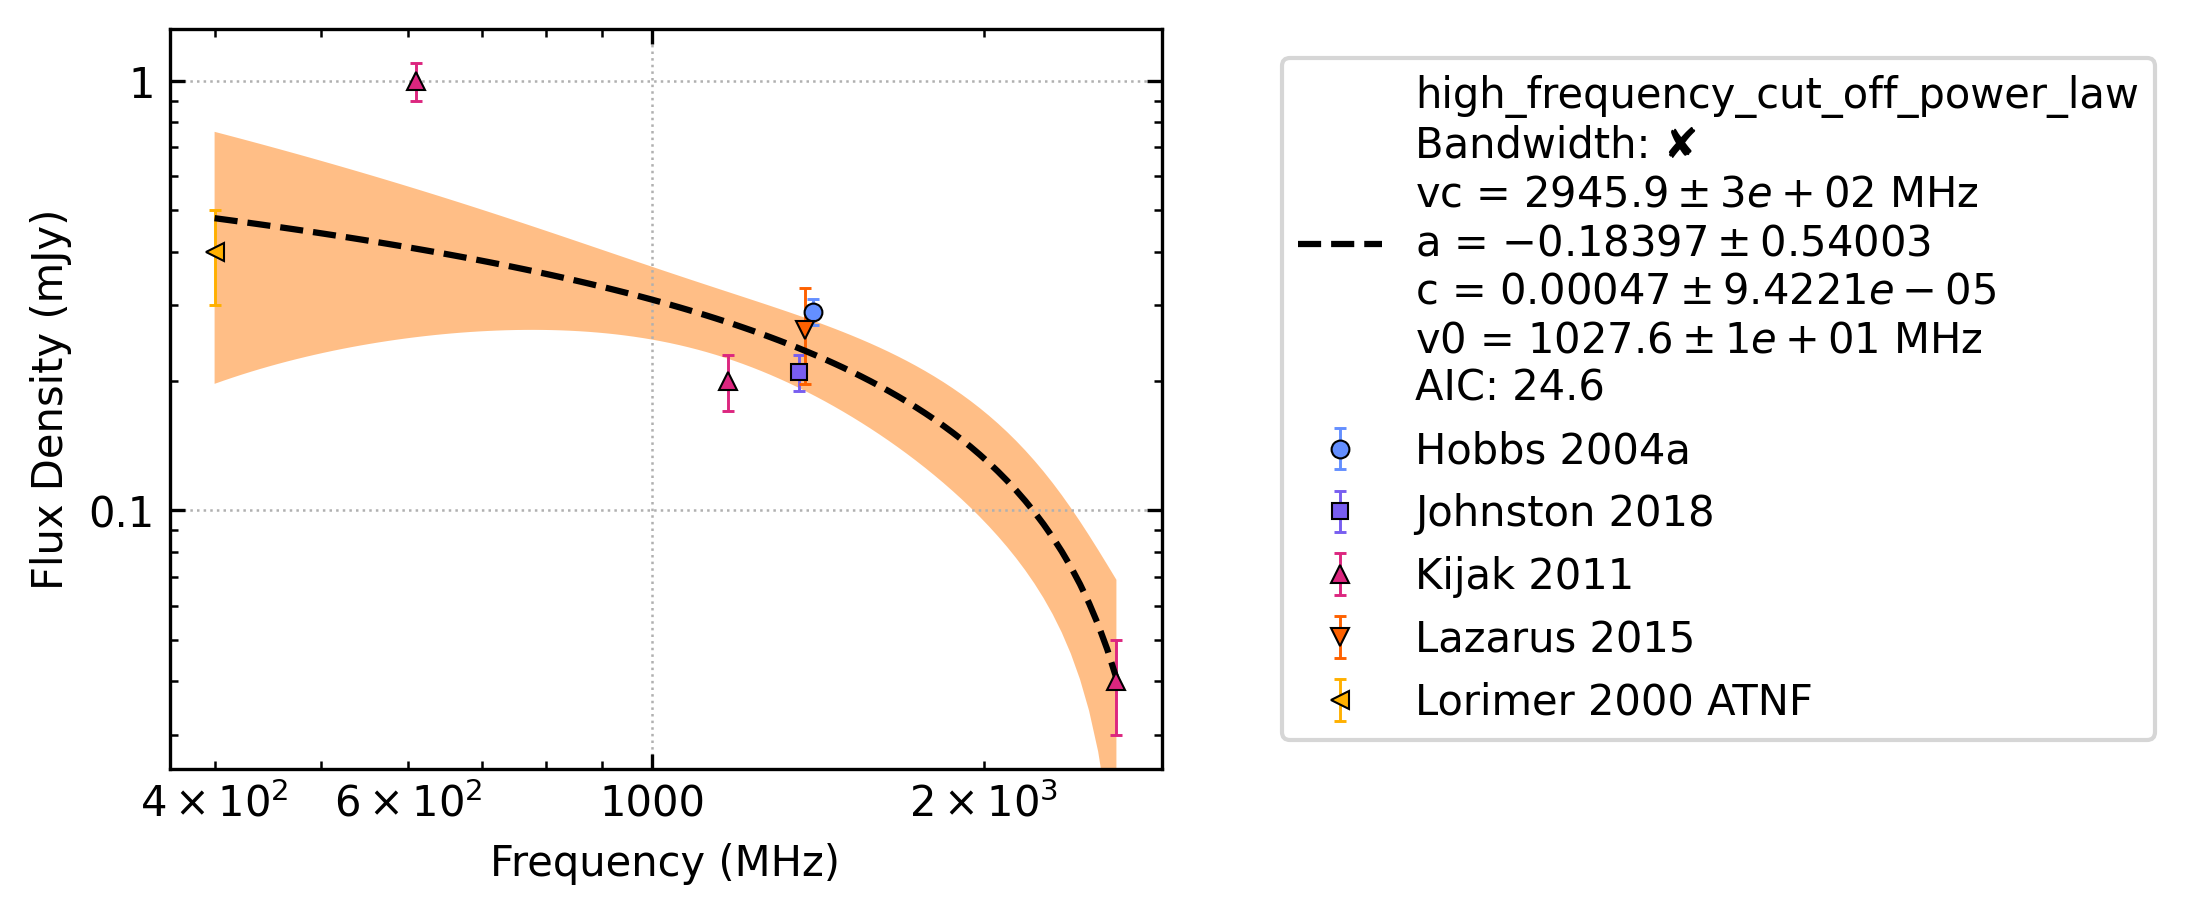 1
0.1
Flux Density (mJy)
4 × 10²
6 × 10²
1000
2 × 10³
Frequency (MHz)
high_frequency_cut_off_power_law
Bandwidth: ✘
vc = 2945.9 ± 3e + 02 MHz
a = −0.18397 ± 0.54003
c = 0.00047 ± 9.4221e − 05
v0 = 1027.6 ± 1e + 01 MHz
AIC: 24.6
Hobbs 2004a
Johnston 2018
Kijak 2011
Lazarus 2015
Lorimer 2000 ATNF